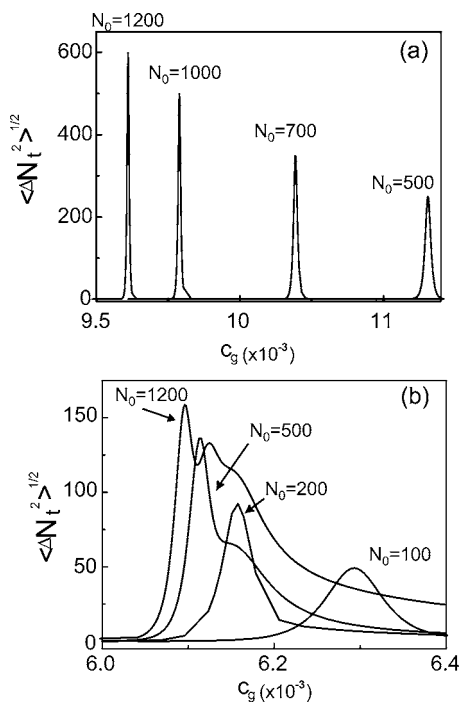 N₀=1200
(a)
600
N₀=1000
400
N₀=700
N₀=500
200
0
<ΔNₜ²>^1/2
9.5 10 11
c_g (x10⁻³)
(b)
N₀=1200
150
N₀=500
100
N₀=200
N₀=100
50
0
<ΔNₜ²>^1/2
6.0 6.2 6.4
c_g (x10⁻³)